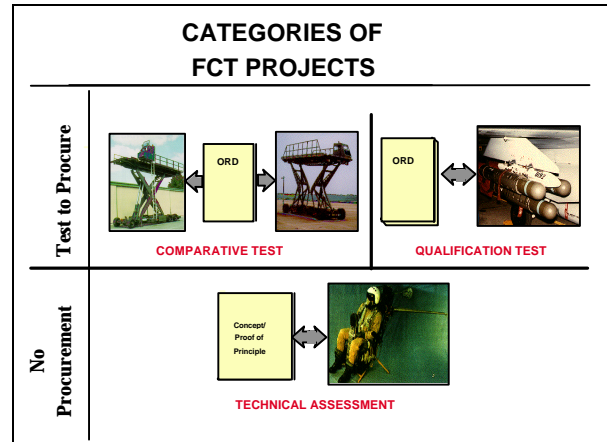 CATEGORIES OF
FCT PROJECTS
Test to Procure
ORD
COMPARATIVE TEST
ORD
QUALIFICATION TEST
No
Procurement
Concept/
Proof of
Principle
TECHNICAL ASSESSMENT